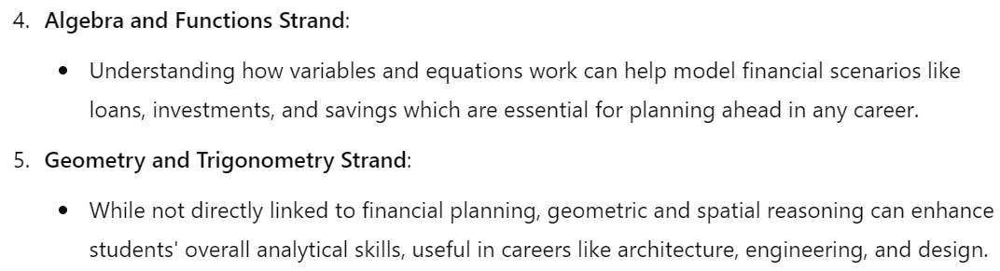 4. Algebra and Functions Strand:
• Understanding how variables and equations work can help model financial scenarios like
loans, investments, and savings which are essential for planning ahead in any career.
5. Geometry and Trigonometry Strand:
• While not directly linked to financial planning, geometric and spatial reasoning can enhance
students' overall analytical skills, useful in careers like architecture, engineering, and design.